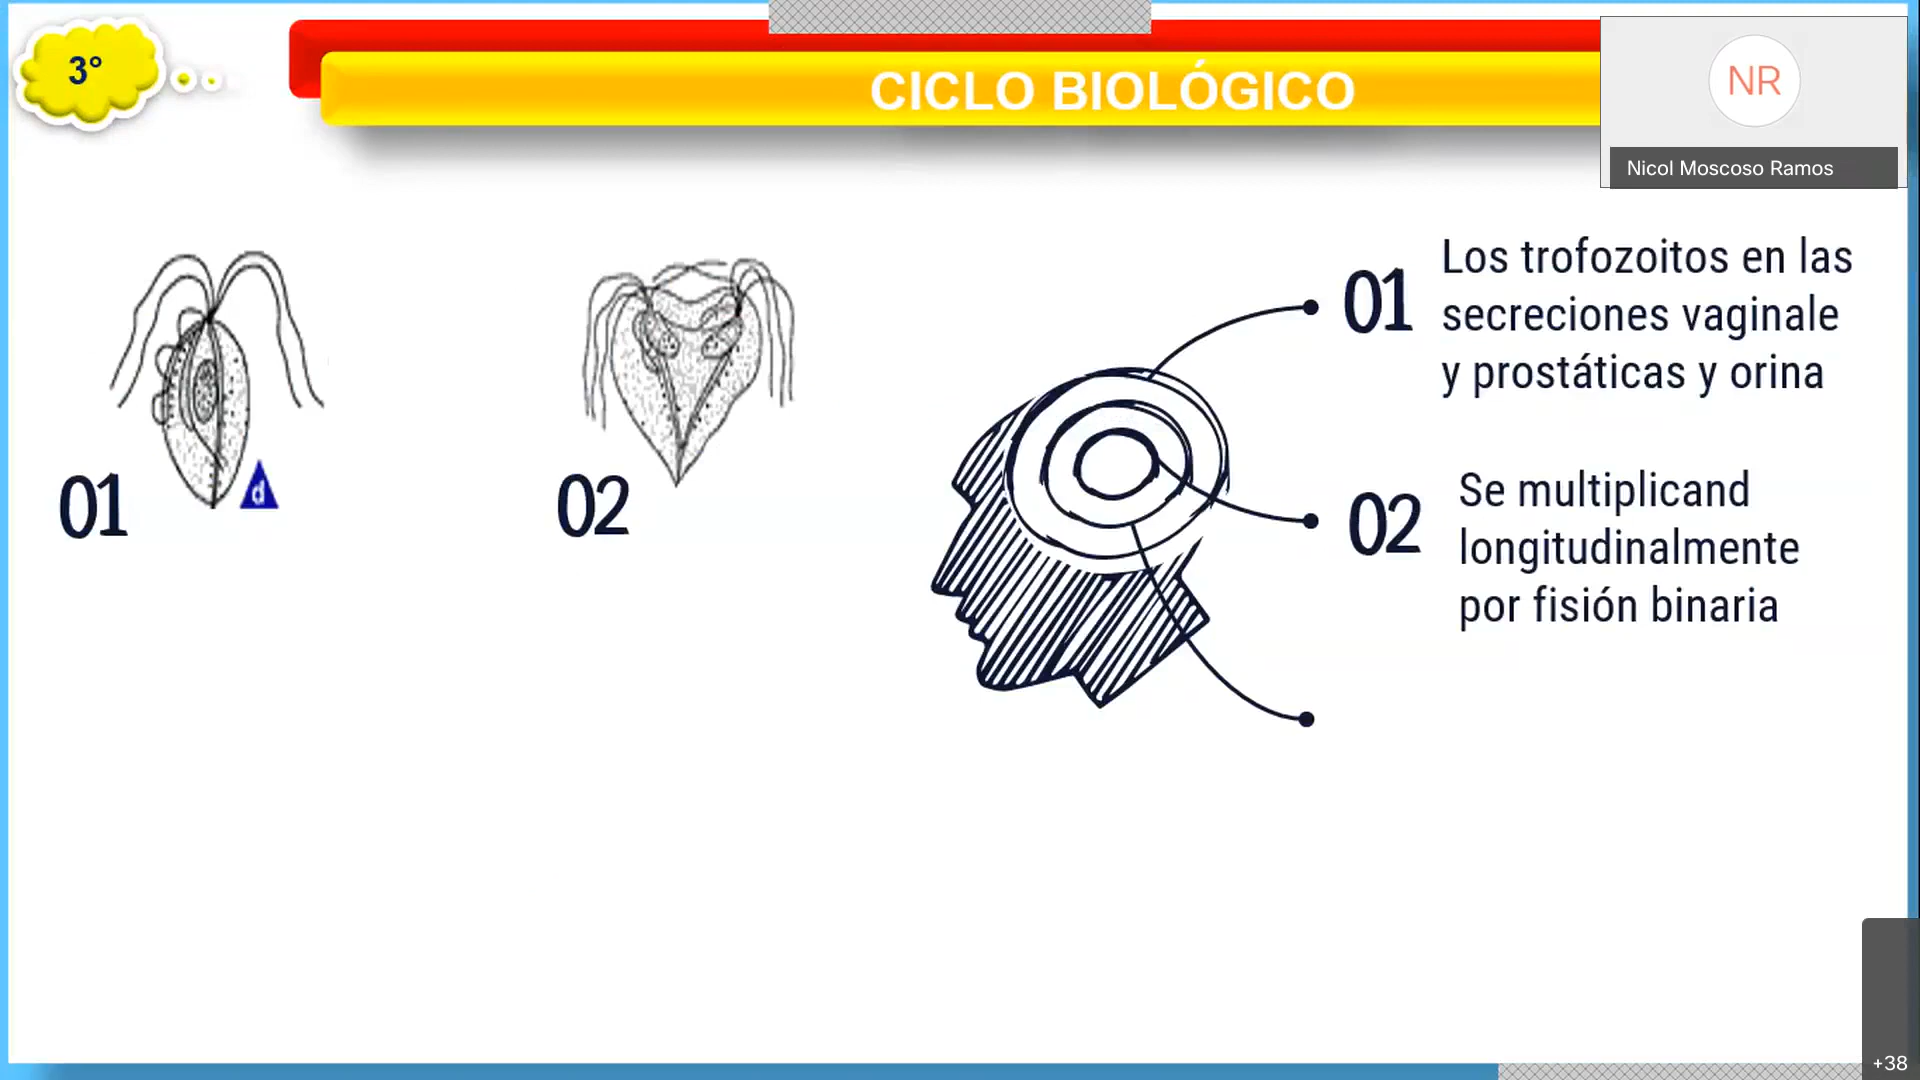 3°
CICLO BIOLÓGICO
NR
Nicol Moscoso Ramos
01
d
02
01
Los trofozoitos en las
secreciones vaginale
y prostáticas y orina
02
Se multiplicand
longitudinalmente
por fisión binaria
+38